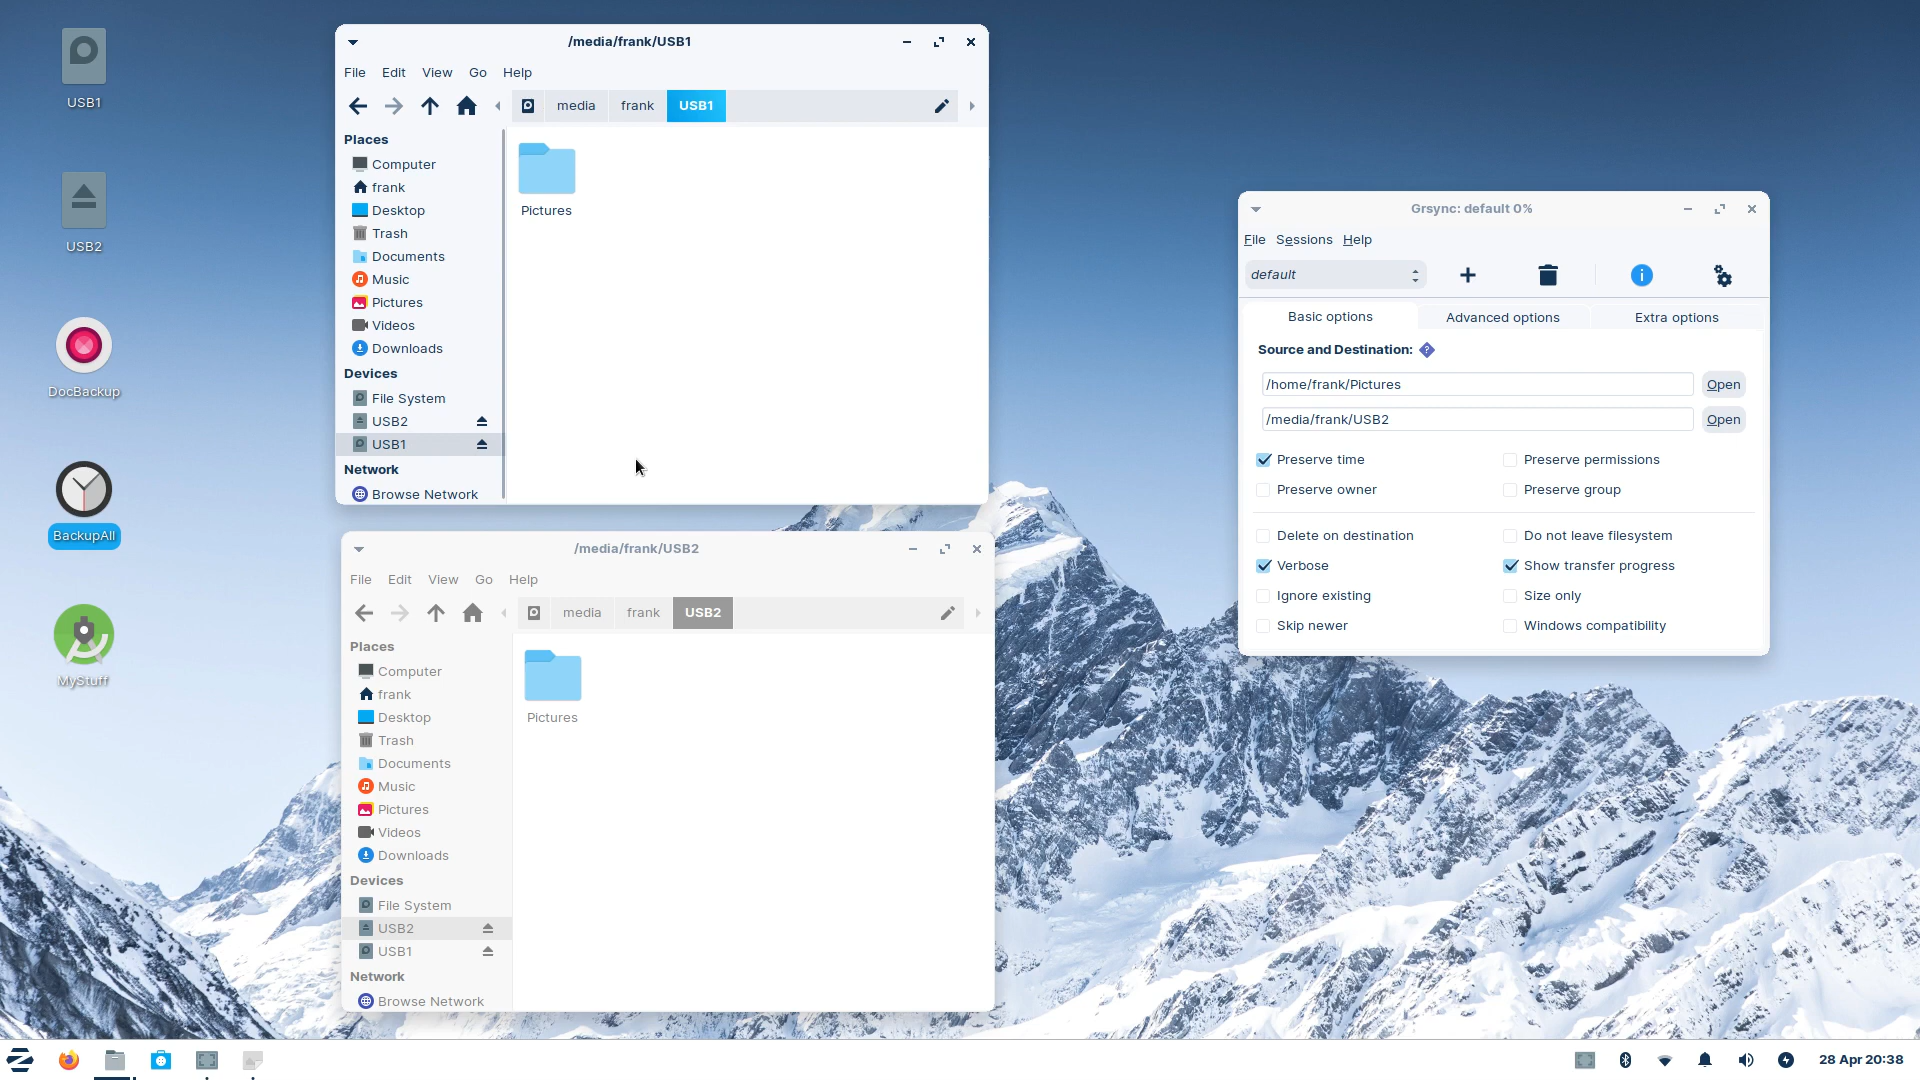 USB1
USB2
DocBackup
BackupAll
MyStuff
/media/frank/USB1
File Edit View Go Help
media frank USB1
Places
Computer
frank
Desktop
Trash
Documents
Music
Pictures
Videos
Downloads
Devices
File System
USB2
USB1
Network
Browse Network
Pictures
/media/frank/USB2
File Edit View Go Help
media frank USB2
Places
Computer
frank
Desktop
Trash
Documents
Music
Pictures
Videos
Downloads
Devices
File System
USB2
USB1
Network
Browse Network
Pictures
Grsync: default 0%
File Sessions Help
default
Basic options Advanced options Extra options
Source and Destination:
/home/frank/Pictures Open
/media/frank/USB2 Open
Preserve time Preserve permissions
Preserve owner Preserve group
Delete on destination Do not leave filesystem
Verbose Show transfer progress
Ignore existing Size only
Skip newer Windows compatibility
28 Apr 20:38